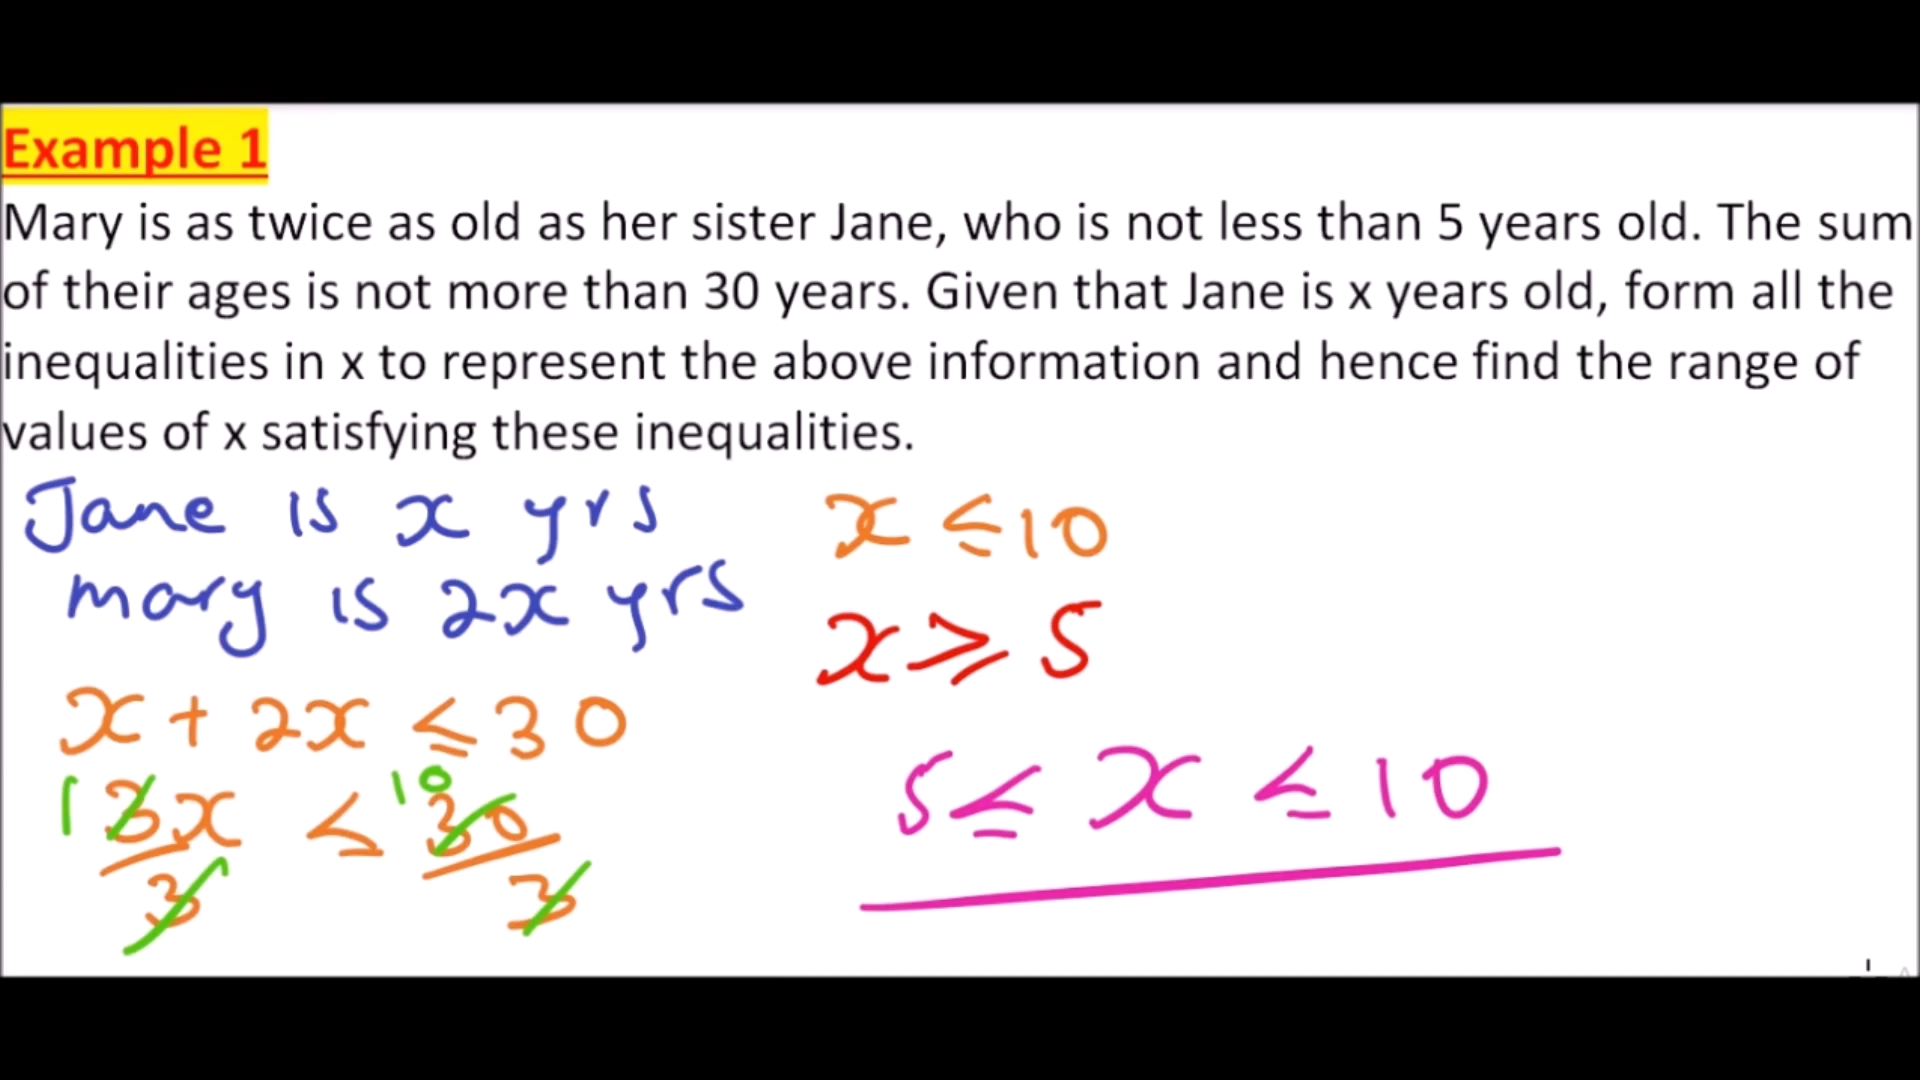 Example 1
Mary is as twice as old as her sister Jane, who is not less than 5 years old. The sum
of their ages is not more than 30 years. Given that Jane is x years old, form all the
inequalities in x to represent the above information and hence find the range of
values of x satisfying these inequalities.
Jane is x yrs
mary is 2x yrs
x + 2x ≤ 30
1 3x ≤ 10 30
3 3
x ≤ 10
x ≥ 5
5 ≤ x ≤ 10